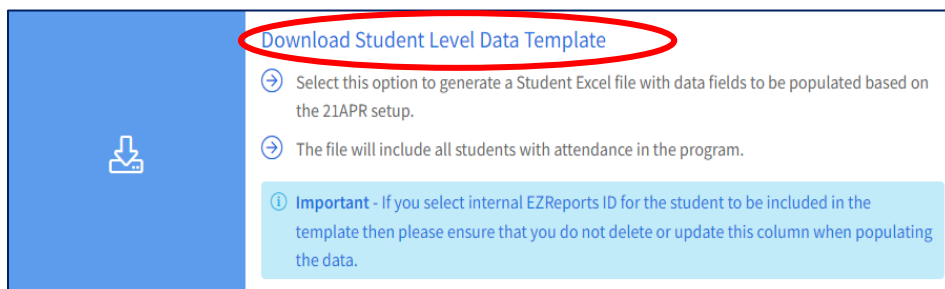 Download Student Level Data Template
Select this option to generate a Student Excel file with data fields to be populated based on
the 21APR setup.
The file will include all students with attendance in the program.
Important - If you select internal EZReports ID for the student to be included in the
template then please ensure that you do not delete or update this column when populating
the data.